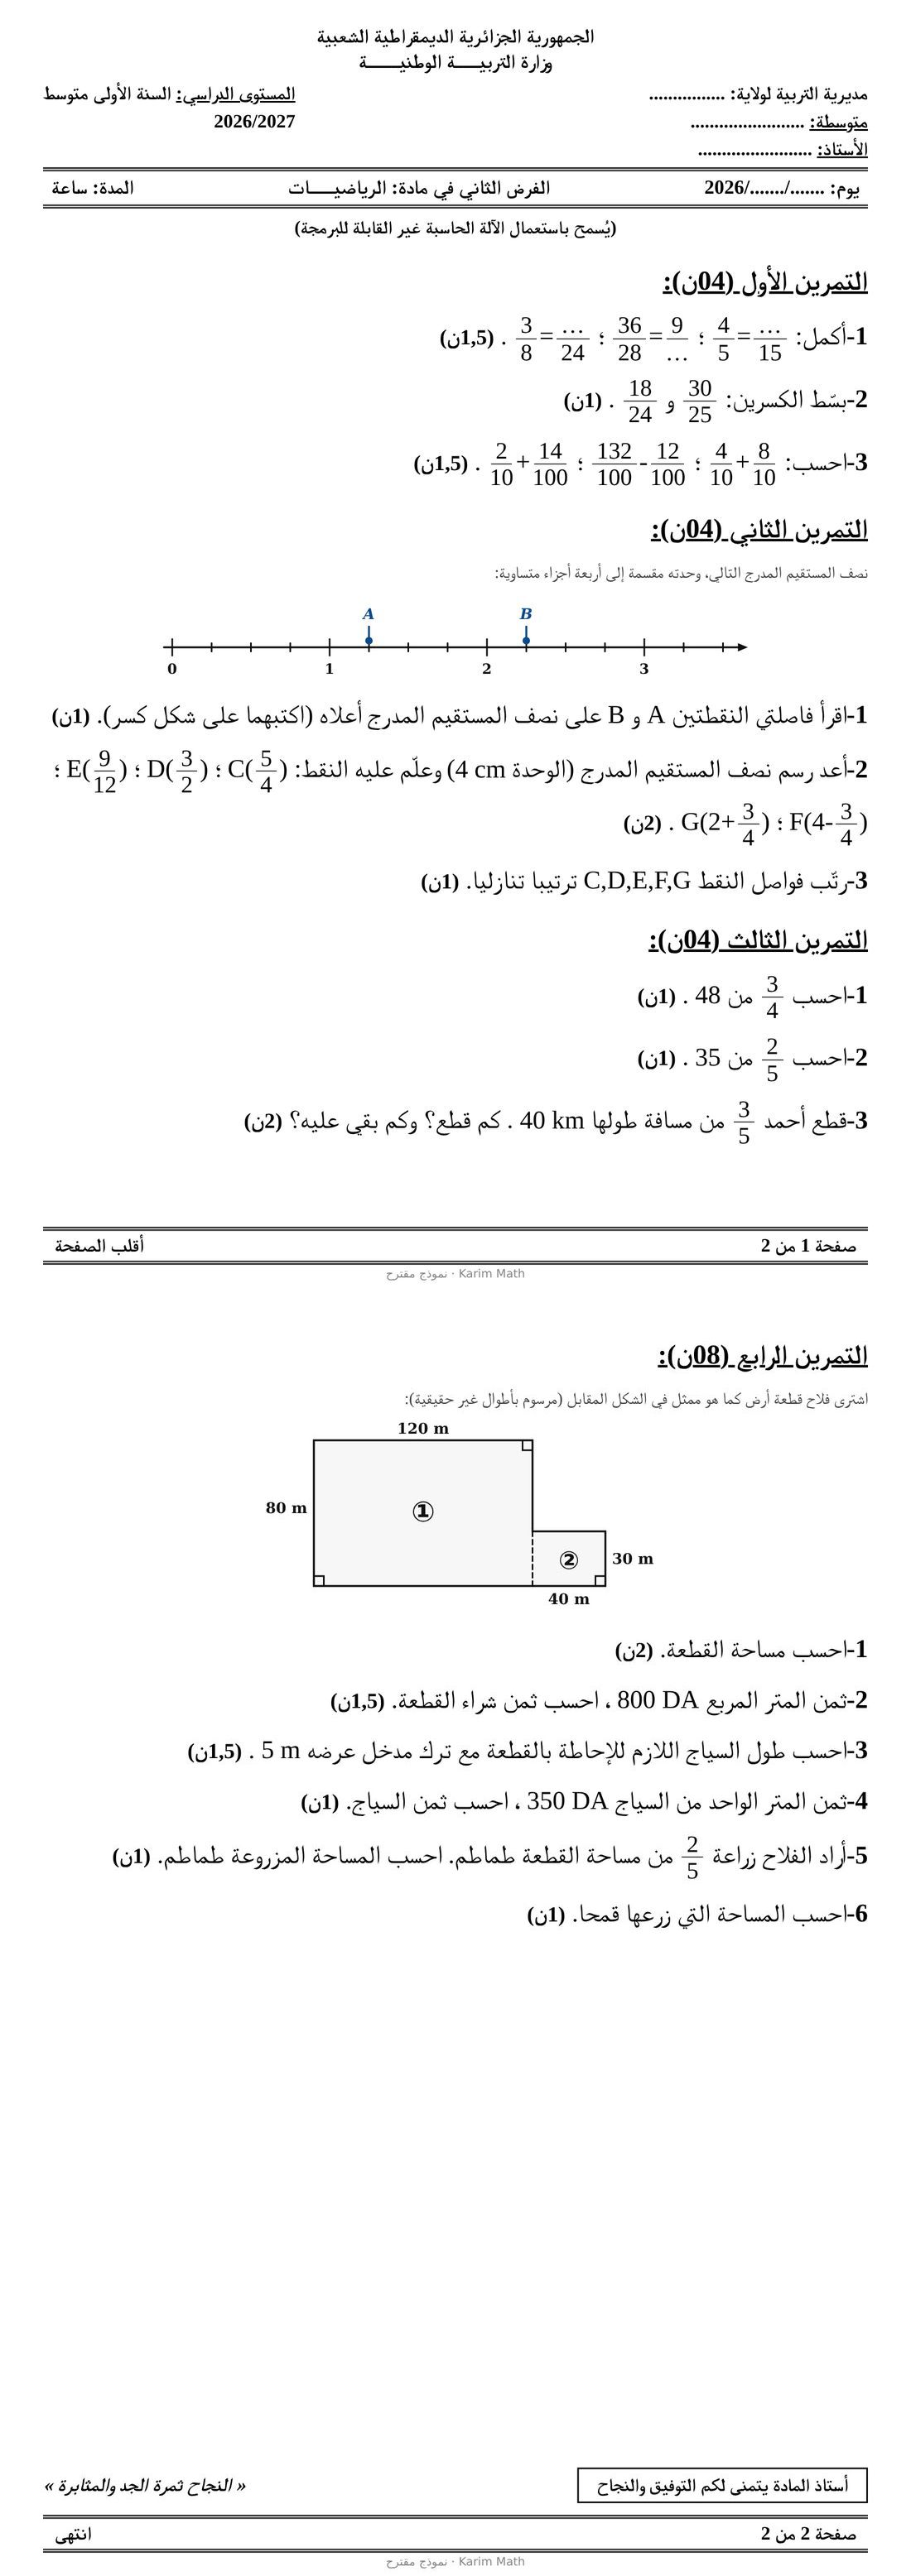 الجمهورية الجزائرية الديمقراطية الشعبية
وزارة التربيـــــة الوطنيـــــــة
مديرية التربية لولاية: ................
المستوى الدراسي: السنة الأولى متوسط
متوسطة: ........................
2026/2027
الأستاذ: ........................
يوم: ......./......./2026
الفرض الثاني في مادة: الرياضيـــــات
المدة: ساعة
(يُسمح باستعمال الآلة الحاسبة غير القابلة للبرمجة)
التمرين الأول (04ن):
1-أكمل: 4/5=…/15 ؛ 36/28=9/… ؛ 3/8=…/24 . (1,5ن)
2-بسّط الكسرين: 30/25 و 18/24 . (1ن)
3-احسب: 4/10+8/10 ؛ 132/100-12/100 ؛ 2/10+14/100 . (1,5ن)
التمرين الثاني (04ن):
نصف المستقيم المدرج التالي، وحدته مقسمة إلى أربعة أجزاء متساوية:
A B
0 1 2 3
1-اقرأ فاصلتي النقطتين A و B على نصف المستقيم المدرج أعلاه (اكتبهما على شكل كسر). (1ن)
2-أعد رسم نصف المستقيم المدرج (الوحدة 4 cm) وعلّم عليه النقط: C(5/4) ؛ D(3/2) ؛ E(9/12) ؛
F(4-3/4) ؛ G(2+3/4) . (2ن)
3-رتّب فواصل النقط C,D,E,F,G ترتيبا تنازليا. (1ن)
التمرين الثالث (04ن):
1-احسب 3/4 من 48 . (1ن)
2-احسب 2/5 من 35 . (1ن)
3-قطع أحمد 3/5 من مسافة طولها 40 km . كم قطع؟ وكم بقي عليه؟ (2ن)
صفحة 1 من 2
أقلب الصفحة
نموذج مقترح · Karim Math
التمرين الرابع (08ن):
اشترى فلاح قطعة أرض كما هو ممثل في الشكل المقابل (مرسوم بأطوال غير حقيقية):
120 m
80 m
①
②
30 m
40 m
1-احسب مساحة القطعة. (2ن)
2-ثمن المتر المربع 800 DA ، احسب ثمن شراء القطعة. (1,5ن)
3-احسب طول السياج اللازم للإحاطة بالقطعة مع ترك مدخل عرضه 5 m . (1,5ن)
4-ثمن المتر الواحد من السياج 350 DA ، احسب ثمن السياج. (1ن)
5-أراد الفلاح زراعة 2/5 من مساحة القطعة طماطم. احسب المساحة المزروعة طماطم. (1ن)
6-احسب المساحة التي زرعها قمحا. (1ن)
أستاذ المادة يتمنى لكم التوفيق والنجاح
« النجاح ثمرة الجد والمثابرة »
صفحة 2 من 2
انتهى
نموذج مقترح · Karim Math